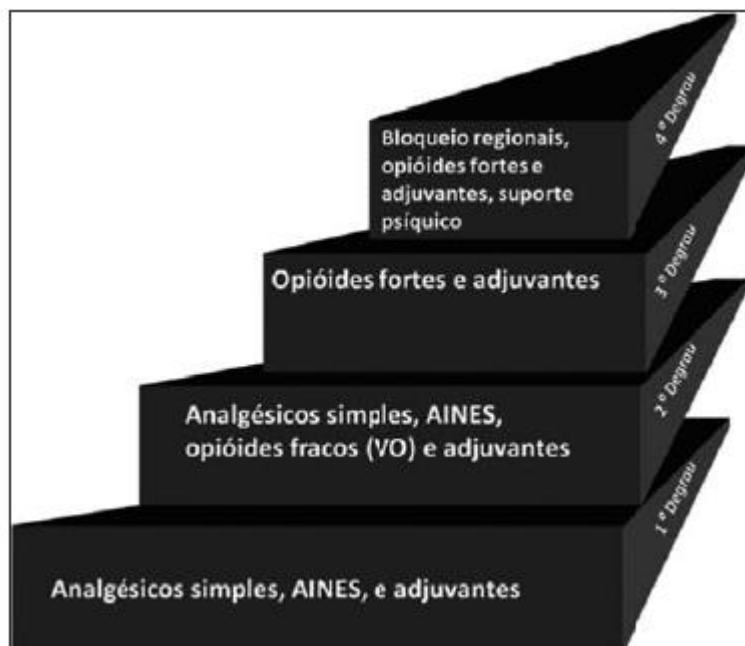 4º Degrau
Bloqueio regionais,
opióides fortes e
adjuvantes, suporte
psíquico
3º Degrau
Opióides fortes e adjuvantes
2º Degrau
Analgésicos simples, AINES,
opióides fracos (VO) e adjuvantes
1º Degrau
Analgésicos simples, AINES, e adjuvantes